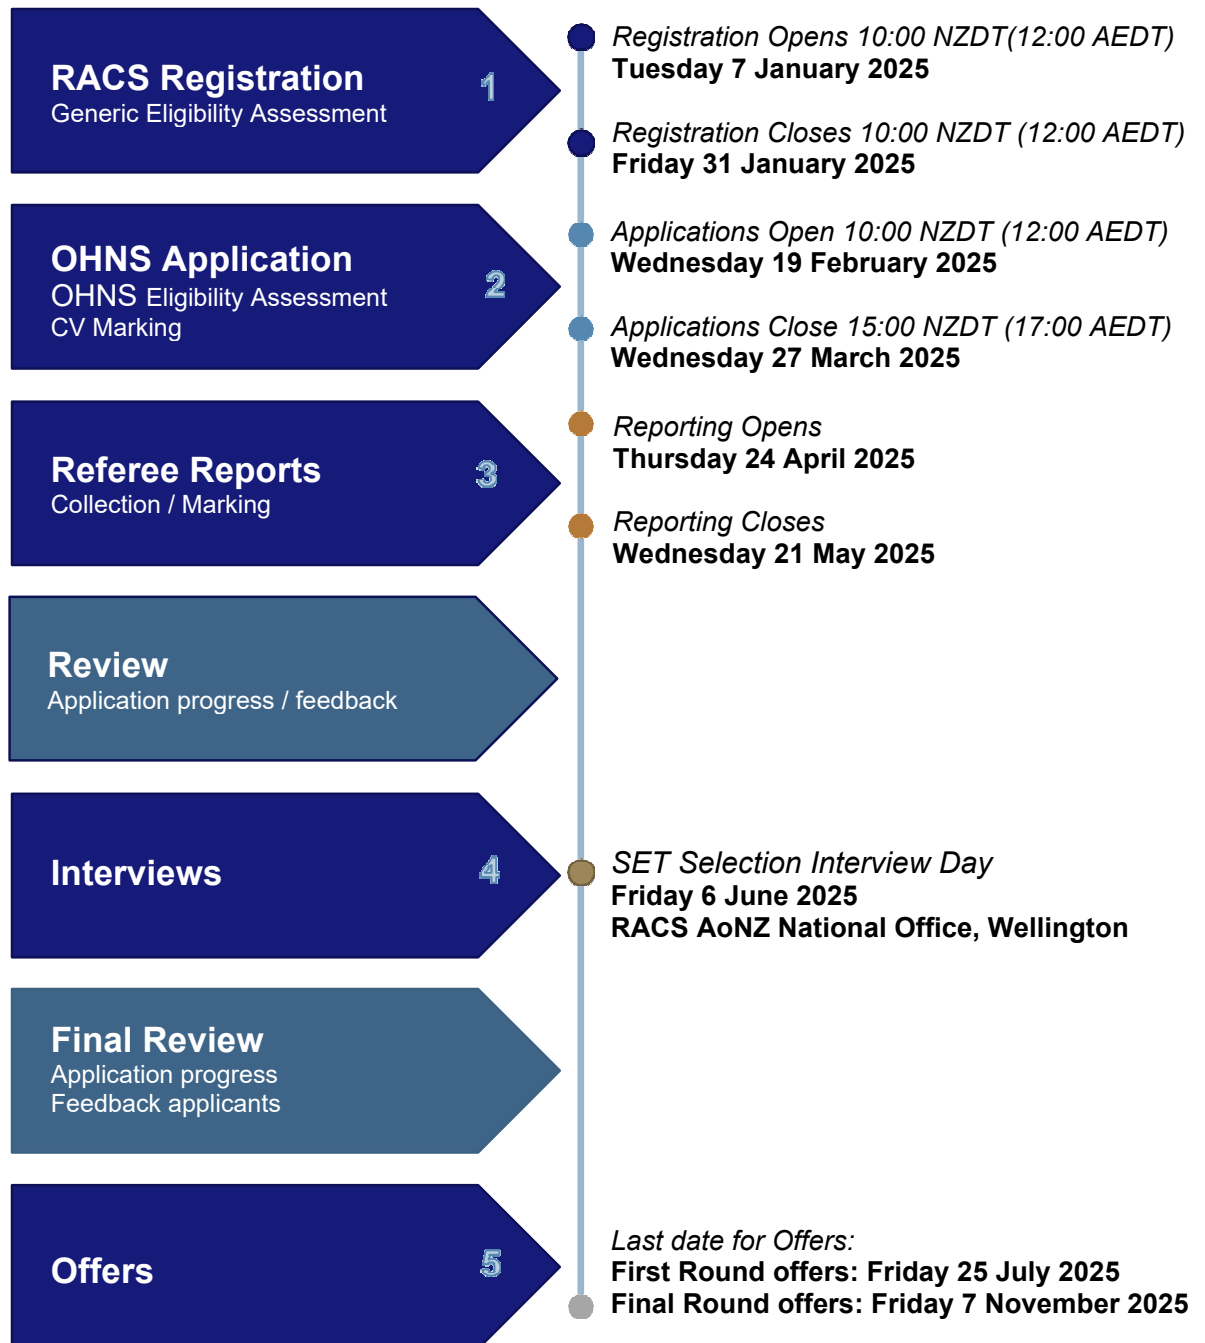 RACS Registration
Generic Eligibility Assessment
1
Registration Opens 10:00 NZDT(12:00 AEDT)
Tuesday 7 January 2025
Registration Closes 10:00 NZDT (12:00 AEDT)
Friday 31 January 2025
OHNS Application
OHNS Eligibility Assessment
CV Marking
2
Applications Open 10:00 NZDT (12:00 AEDT)
Wednesday 19 February 2025
Applications Close 15:00 NZDT (17:00 AEDT)
Wednesday 27 March 2025
Referee Reports
Collection / Marking
3
Reporting Opens
Thursday 24 April 2025
Reporting Closes
Wednesday 21 May 2025
Review
Application progress / feedback
Interviews
4
SET Selection Interview Day
Friday 6 June 2025
RACS AoNZ National Office, Wellington
Final Review
Application progress
Feedback applicants
Offers
5
Last date for Offers:
First Round offers: Friday 25 July 2025
Final Round offers: Friday 7 November 2025